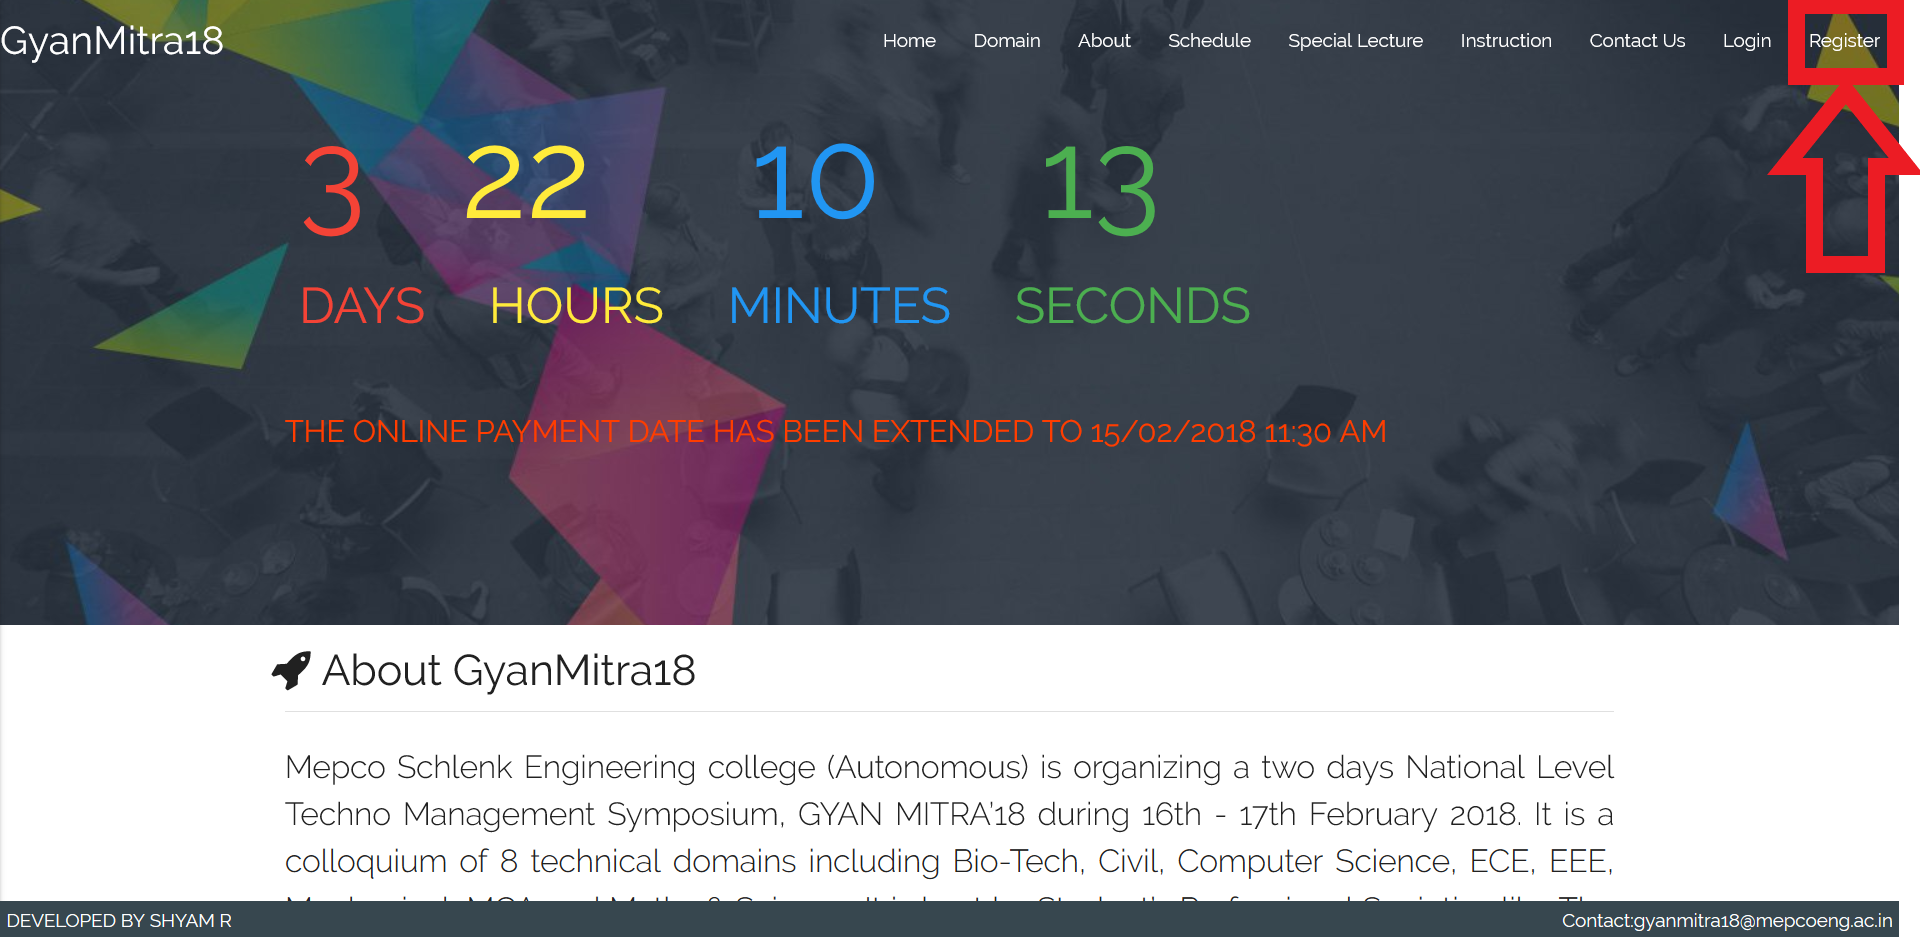 GyanMitra18
Home Domain About Schedule Special Lecture Instruction Contact Us Login Register
3 22 10 13
DAYS HOURS MINUTES SECONDS
THE ONLINE PAYMENT DATE HAS BEEN EXTENDED TO 15/02/2018 11:30 AM
About GyanMitra18
Mepco Schlenk Engineering college (Autonomous) is organizing a two days National Level
Techno Management Symposium, GYAN MITRA'18 during 16th - 17th February 2018. It is a
colloquium of 8 technical domains including Bio-Tech, Civil, Computer Science, ECE, EEE,
DEVELOPED BY SHYAM R
Contact:gyanmitra18@mepcoeng.ac.in